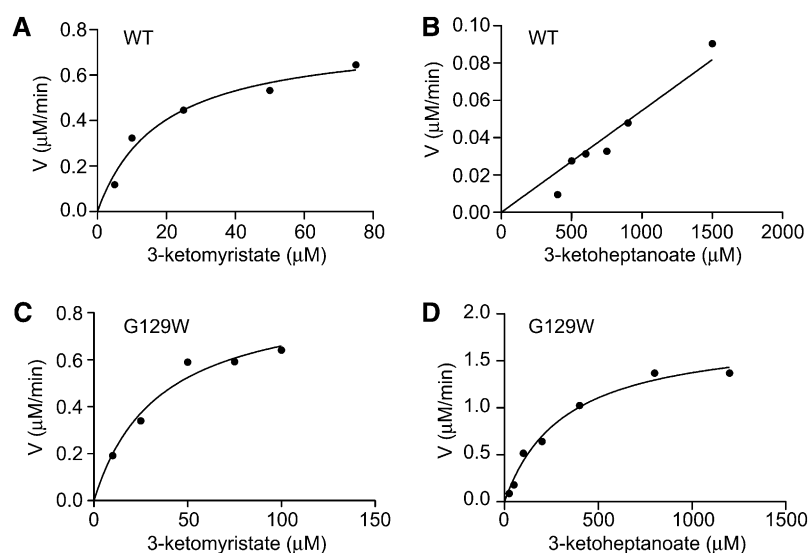 A
WT
V (µM/min)
0.8
0.6
0.4
0.2
0.0
0 20 40 60 80
3-ketomyristate (µM)
B
WT
V (µM/min)
0.10
0.08
0.06
0.04
0.02
0.00
0 500 1000 1500 2000
3-ketoheptanoate (µM)
C
G129W
V (µM/min)
0.8
0.6
0.4
0.2
0.0
0 50 100 150
3-ketomyristate (µM)
D
G129W
V (µM/min)
2.0
1.5
1.0
0.5
0.0
0 500 1000 1500
3-ketoheptanoate (µM)